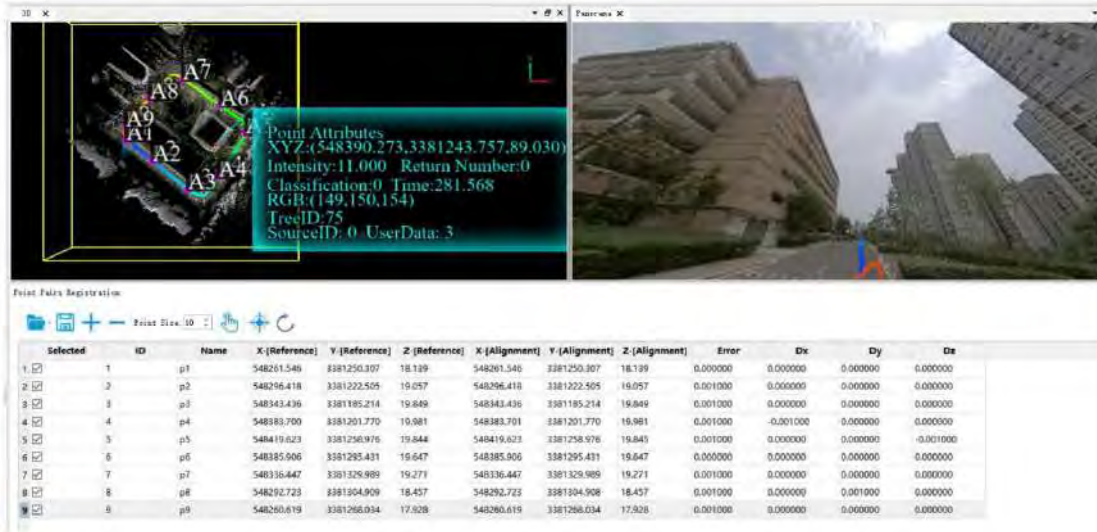 3D
Panorama
A7
A8
A6
A9
A1
A2
A4
A3
Point Attributes
XYZ:(548390.273,3381243.757,89.030)
Intensity:11.000 Return Number:0
Classification:0 Time:281.568
RGB:(149,150,154)
TreeID:75
SourceID: 0 UserData: 3
Point Pairs Registration
Point Size: 10
Selected ID Name X-[Reference] Y-[Reference] Z-[Reference] X-[Alignment] Y-[Alignment] Z-[Alignment] Error Dx Dy Dz
1 1 p1 548261.546 3381250.307 18.139 548261.546 3381250.307 18.139 0.000000 0.000000 0.000000 0.000000
2 2 p2 548296.418 3381222.505 19.057 548296.418 3381222.505 19.057 0.001000 0.000000 0.000000 0.000000
3 3 p3 548343.436 3381185.214 19.849 548343.436 3381185.214 19.849 0.001000 0.000000 0.000000 0.000000
4 4 p4 548383.700 3381201.770 19.981 548383.701 3381201.770 19.981 0.001000 -0.001000 0.000000 0.000000
5 5 p5 548419.623 3381258.976 19.844 548419.623 3381258.976 19.845 0.001000 0.000000 0.000000 -0.001000
6 6 p6 548385.906 3381295.431 19.647 548385.906 3381295.431 19.647 0.000000 0.000000 0.000000 0.000000
7 7 p7 548336.447 3381329.989 19.271 548336.447 3381329.989 19.271 0.001000 0.000000 0.000000 0.000000
8 8 p8 548292.723 3381304.909 18.457 548292.723 3381304.908 18.457 0.001000 0.000000 0.001000 0.000000
9 9 p9 548260.619 3381268.034 17.928 548260.619 3381268.034 17.928 0.001000 0.000000 0.000000 0.000000